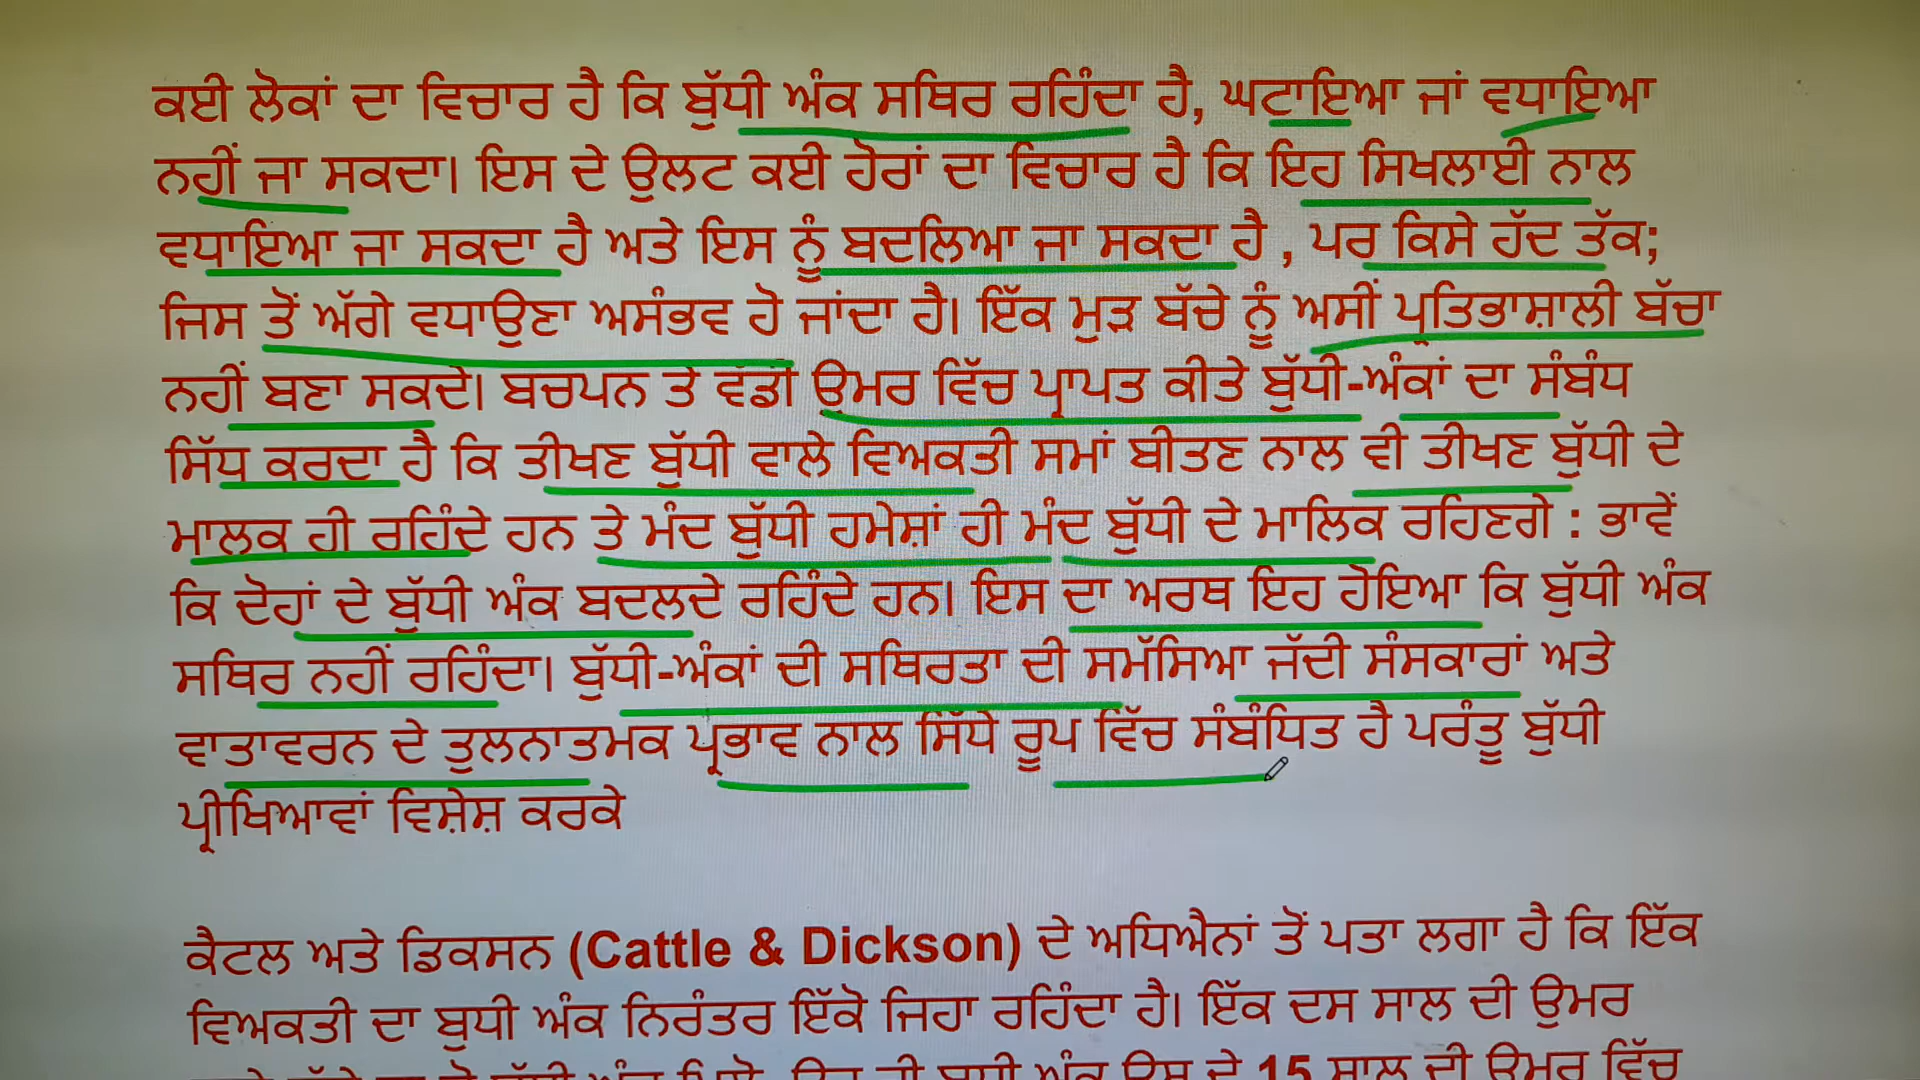 ਕਈ ਲੋਕਾਂ ਦਾ ਵਿਚਾਰ ਹੈ ਕਿ ਬੁੱਧੀ ਅੰਕ ਸਥਿਰ ਰਹਿੰਦਾ ਹੈ, ਘਟਾਇਆ ਜਾਂ ਵਧਾਇਆ
ਨਹੀਂ ਜਾ ਸਕਦਾ। ਇਸ ਦੇ ਉਲਟ ਕਈ ਹੋਰਾਂ ਦਾ ਵਿਚਾਰ ਹੈ ਕਿ ਇਹ ਸਿਖਲਾਈ ਨਾਲ
ਵਧਾਇਆ ਜਾ ਸਕਦਾ ਹੈ ਅਤੇ ਇਸ ਨੂੰ ਬਦਲਿਆ ਜਾ ਸਕਦਾ ਹੈ , ਪਰ ਕਿਸੇ ਹੱਦ ਤੱਕ;
ਜਿਸ ਤੋਂ ਅੱਗੇ ਵਧਾਉਣਾ ਅਸੰਭਵ ਹੋ ਜਾਂਦਾ ਹੈ। ਇੱਕ ਮੂੜ ਬੱਚੇ ਨੂੰ ਅਸੀਂ ਪ੍ਰਤਿਭਾਸ਼ਾਲੀ ਬੱਚਾ
ਨਹੀਂ ਬਣਾ ਸਕਦੇ। ਬਚਪਨ ਤੇ ਵੱਡੀ ਉਮਰ ਵਿੱਚ ਪ੍ਰਾਪਤ ਕੀਤੇ ਬੁੱਧੀ-ਅੰਕਾਂ ਦਾ ਸੰਬੰਧ
ਸਿੱਧ ਕਰਦਾ ਹੈ ਕਿ ਤੀਖਣ ਬੁੱਧੀ ਵਾਲੇ ਵਿਅਕਤੀ ਸਮਾਂ ਬੀਤਣ ਨਾਲ ਵੀ ਤੀਖਣ ਬੁੱਧੀ ਦੇ
ਮਾਲਕ ਹੀ ਰਹਿੰਦੇ ਹਨ ਤੇ ਮੰਦ ਬੁੱਧੀ ਹਮੇਸ਼ਾਂ ਹੀ ਮੰਦ ਬੁੱਧੀ ਦੇ ਮਾਲਿਕ ਰਹਿਣਗੇ : ਭਾਵੇਂ
ਕਿ ਦੋਹਾਂ ਦੇ ਬੁੱਧੀ ਅੰਕ ਬਦਲਦੇ ਰਹਿੰਦੇ ਹਨ। ਇਸ ਦਾ ਅਰਥ ਇਹ ਹੋਇਆ ਕਿ ਬੁੱਧੀ ਅੰਕ
ਸਥਿਰ ਨਹੀਂ ਰਹਿੰਦਾ। ਬੁੱਧੀ-ਅੰਕਾਂ ਦੀ ਸਥਿਰਤਾ ਦੀ ਸਮੱਸਿਆ ਜੱਦੀ ਸੰਸਕਾਰਾਂ ਅਤੇ
ਵਾਤਾਵਰਨ ਦੇ ਤੁਲਨਾਤਮਕ ਪ੍ਰਭਾਵ ਨਾਲ ਸਿੱਧੇ ਰੂਪ ਵਿੱਚ ਸੰਬੰਧਿਤ ਹੈ ਪਰੰਤੂ ਬੁੱਧੀ
ਪ੍ਰੀਖਿਆਵਾਂ ਵਿਸ਼ੇਸ਼ ਕਰਕੇ
ਕੈਟਲ ਅਤੇ ਡਿਕਸਨ (Cattle & Dickson) ਦੇ ਅਧਿਐਨਾਂ ਤੋਂ ਪਤਾ ਲਗਾ ਹੈ ਕਿ ਇੱਕ
ਵਿਅਕਤੀ ਦਾ ਬੁਧੀ ਅੰਕ ਨਿਰੰਤਰ ਇੱਕੋ ਜਿਹਾ ਰਹਿੰਦਾ ਹੈ। ਇੱਕ ਦਸ ਸਾਲ ਦੀ ਉਮਰ
ਅੰਕ ਉਸ ਦੇ 15 ਸਾਲ ਦੀ ਉਮਰ ਵਿੱਚ